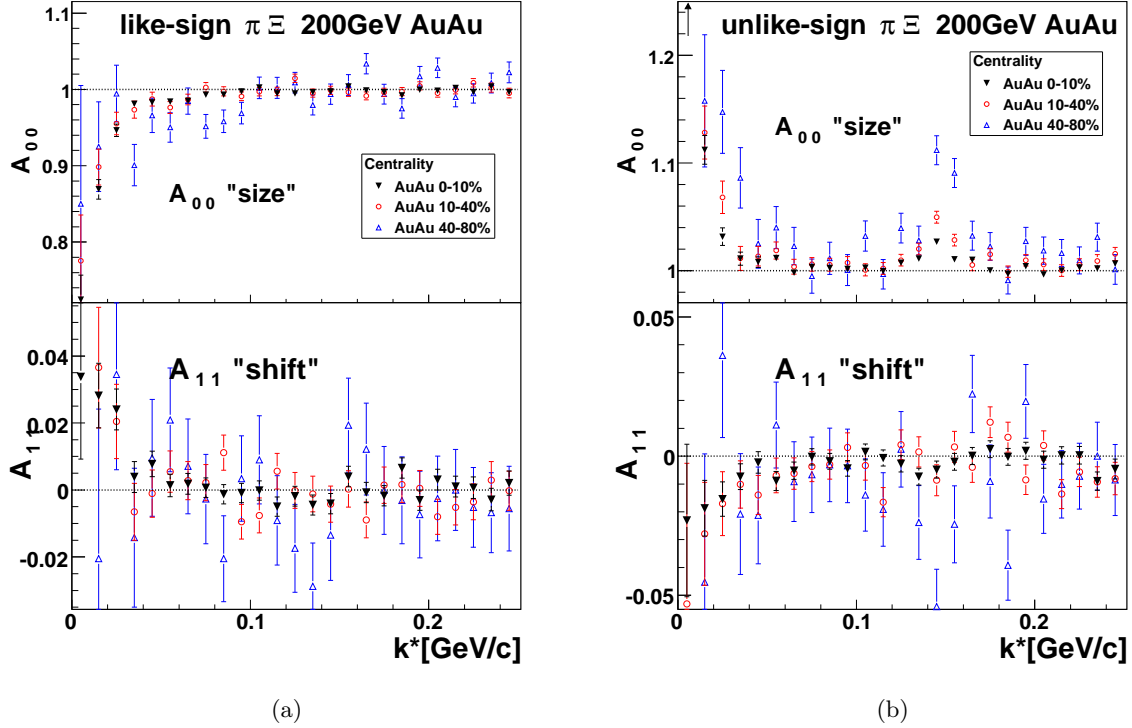 like-sign π Ξ 200GeV AuAu
A00
1.1
1
0.9
0.8
A00 "size"
Centrality
AuAu 0-10%
AuAu 10-40%
AuAu 40-80%
A11
0.04
0.02
0
-0.02
A11 "shift"
0 0.1 0.2
k*[GeV/c]
(a)
unlike-sign π Ξ 200GeV AuAu
A00
1.2
1.1
1
A00 "size"
Centrality
AuAu 0-10%
AuAu 10-40%
AuAu 40-80%
A11
0.05
0
-0.05
A11 "shift"
0 0.1 0.2
k*[GeV/c]
(b)